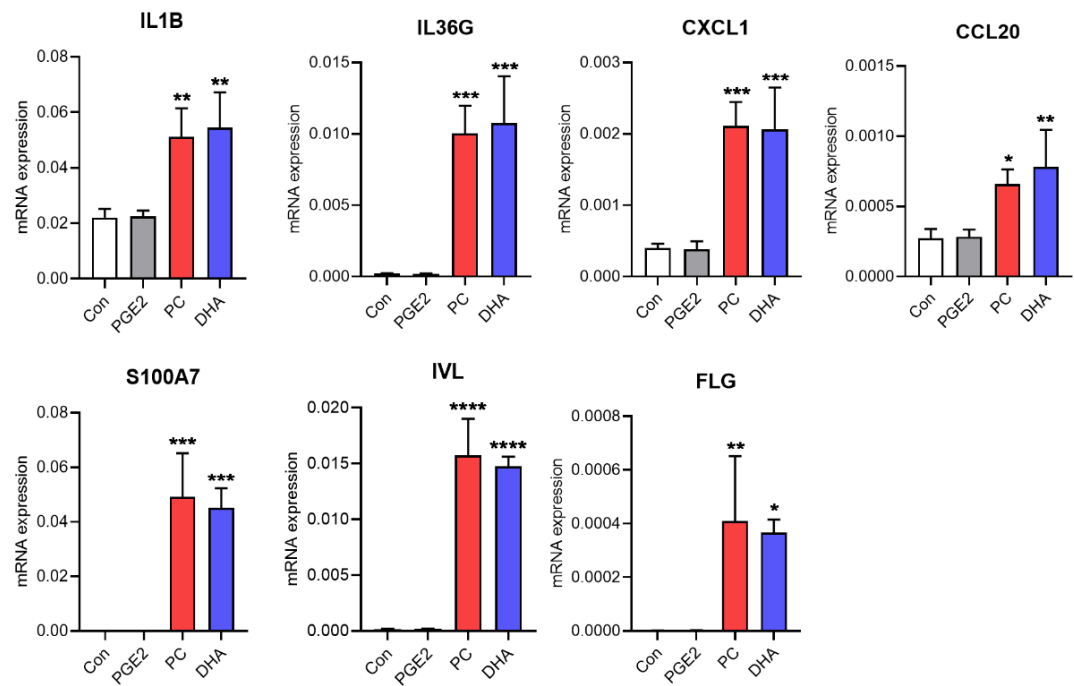 IL1B
mRNA expression
0.08
0.06
0.04
0.02
0.00
**
**
Con
PGE2
PC
DHA
IL36G
mRNA expression
0.015
0.010
0.005
0.000
***
***
Con
PGE2
PC
DHA
CXCL1
mRNA expression
0.003
0.002
0.001
0.000
***
***
Con
PGE2
PC
DHA
CCL20
mRNA expression
0.0015
0.0010
0.0005
0.0000
*
**
Con
PGE2
PC
DHA
S100A7
mRNA expression
0.08
0.06
0.04
0.02
0.00
***
***
Con
PGE2
PC
DHA
IVL
mRNA expression
0.020
0.015
0.010
0.005
0.000
****
****
Con
PGE2
PC
DHA
FLG
mRNA expression
0.0008
0.0006
0.0004
0.0002
0.0000
**
*
Con
PGE2
PC
DHA